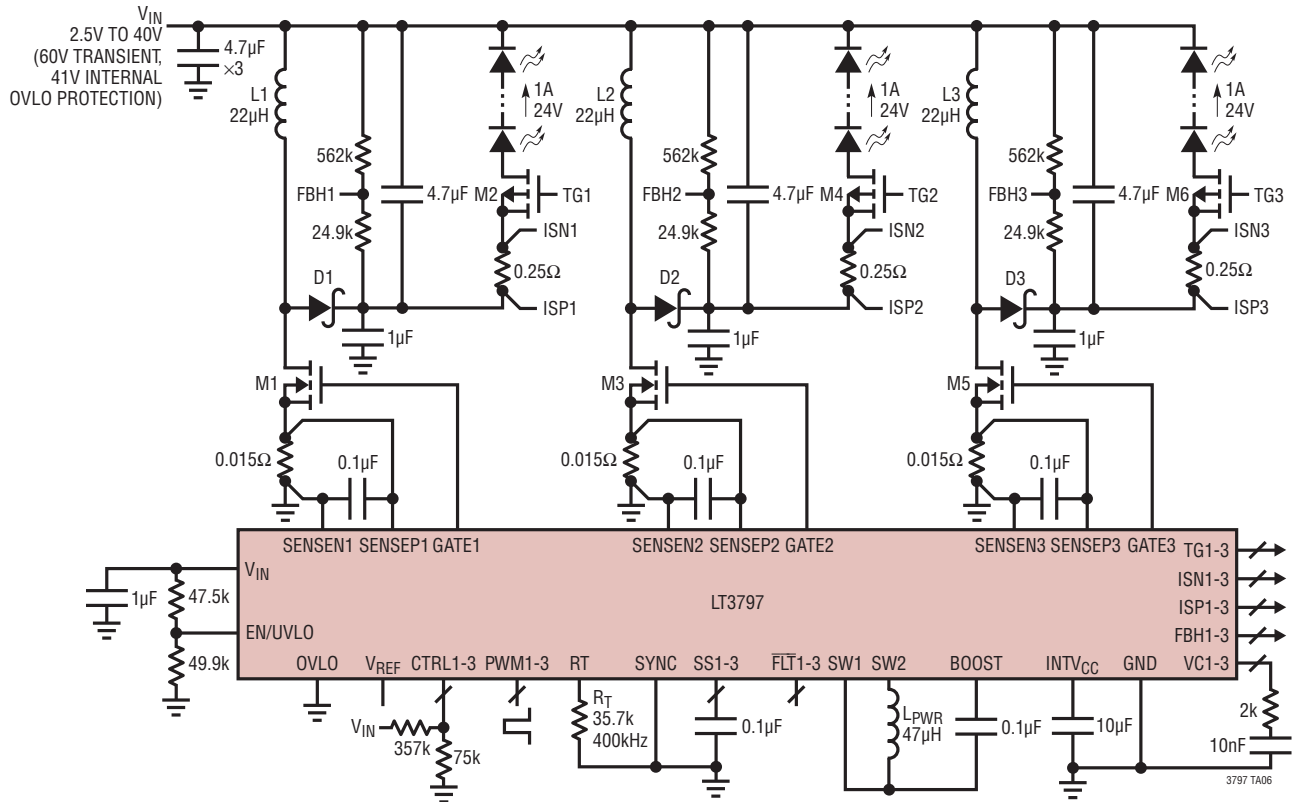 VIN
2.5V TO 40V
(60V TRANSIENT,
41V INTERNAL
OVLO PROTECTION)
4.7µF
×3
L1
22µH
562k
FBH1
24.9k
4.7µF
1A
24V
M2
TG1
ISN1
0.25Ω
ISP1
D1
1µF
M1
0.015Ω
0.1µF
L2
22µH
562k
FBH2
24.9k
4.7µF
1A
24V
M4
TG2
ISN2
0.25Ω
ISP2
D2
1µF
M3
0.015Ω
0.1µF
L3
22µH
562k
FBH3
24.9k
4.7µF
1A
24V
M6
TG3
ISN3
0.25Ω
ISP3
D3
1µF
M5
0.015Ω
0.1µF
SENSEN1 SENSEP1 GATE1
SENSEN2 SENSEP2 GATE2
SENSEN3 SENSEP3 GATE3
TG1-3
ISN1-3
ISP1-3
FBH1-3
VC1-3
VIN
EN/UVLO
LT3797
1µF
47.5k
49.9k
OVLO VREF CTRL1-3 PWM1-3 RT SYNC SS1-3 FLT1-3 SW1 SW2 BOOST INTVCC GND
VIN
357k
75k
RT
35.7k
400kHz
0.1µF
LPWR
47µH
0.1µF
10µF
2k
10nF
3797 TA06